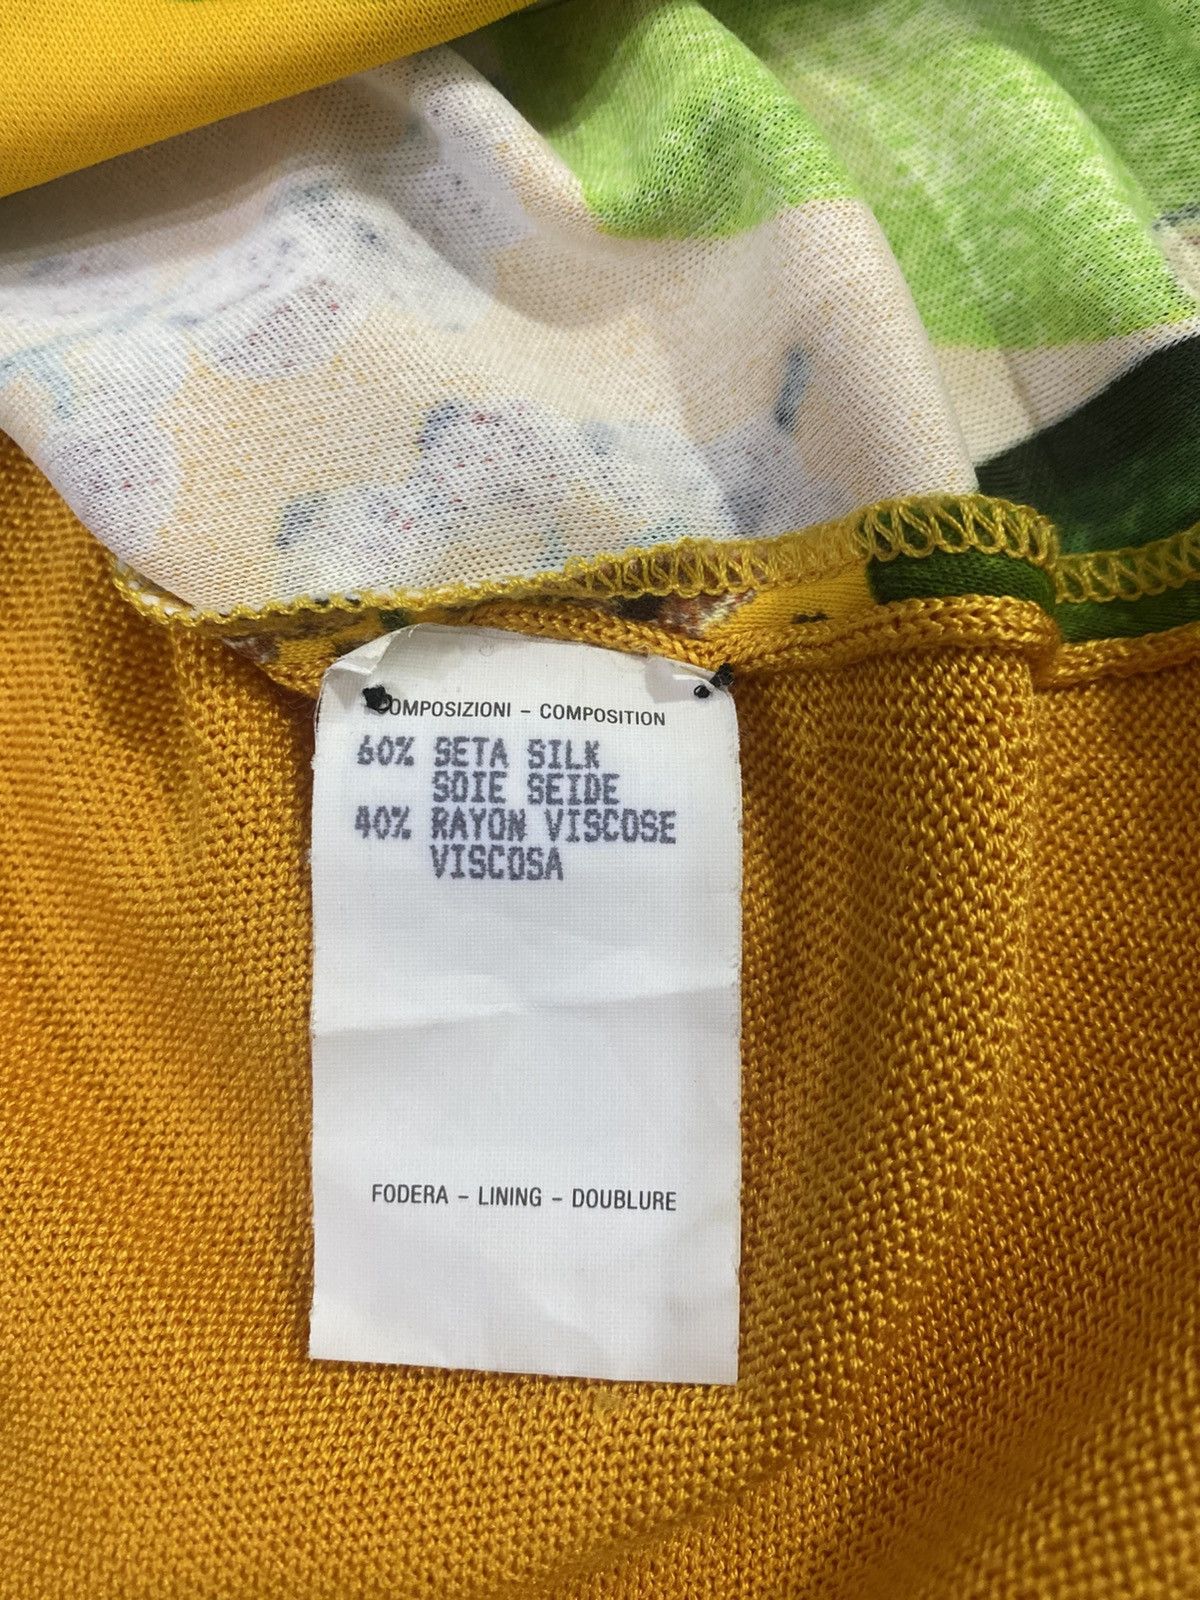 COMPOSIZIONI - COMPOSITION
60% SETA SILK
SOIE SEIDE
40% RAYON VISCOSE
VISCOSA
FODERA - LINING - DOUBLURE